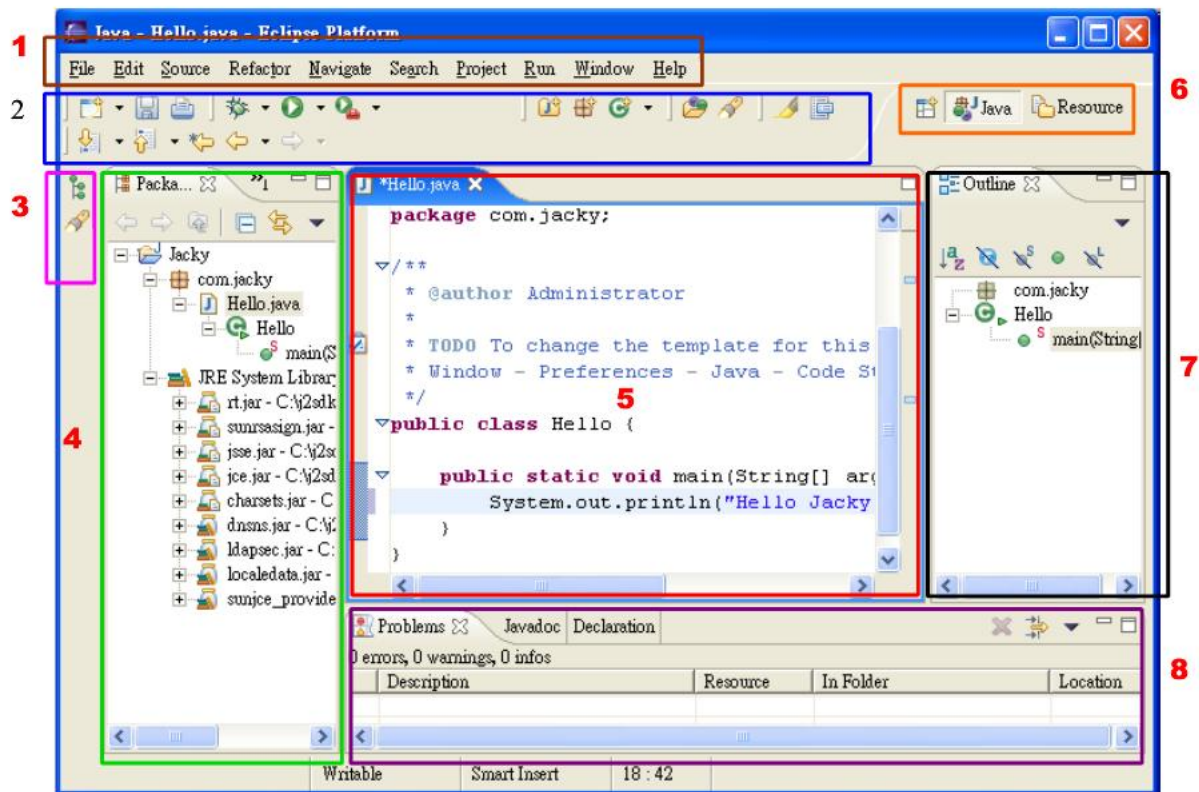 Java - Hello.java - Eclipse Platform
1
File Edit Source Refactor Navigate Search Project Run Window Help
2
6
Java Resource
3
Packa... »1
*Hello.java
Outline
package com.jacky;
/**
* @author Administrator
*
* TODO To change the template for this
* Window - Preferences - Java - Code St
*/
public class Hello {
public static void main(String[] arg
System.out.println("Hello Jacky
}
}
5
Jacky
com.jacky
Hello.java
Hello
main(S
JRE System Library
rt.jar - C:\j2sdk
sunrsasign.jar -
jsse.jar - C:\j2sd
jce.jar - C:\j2sd
charsets.jar - C
dnsns.jar - C:\j2
ldapsec.jar - C:
localedata.jar -
sunjce_provide
4
com.jacky
Hello
main(String[
7
Problems Javadoc Declaration
0 errors, 0 warnings, 0 infos
Description Resource In Folder Location
8
Writable Smart Insert 18 : 42